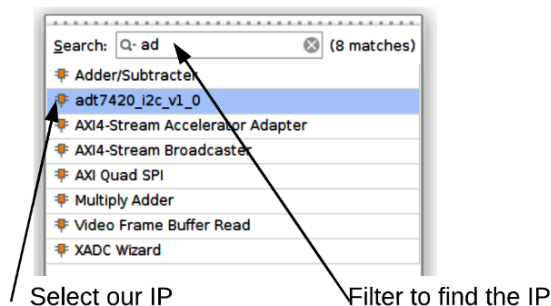 Search: ad (8 matches)
Adder/Subtracter
adt7420_i2c_v1_0
AXI4-Stream Accelerator Adapter
AXI4-Stream Broadcaster
AXI Quad SPI
Multiply Adder
Video Frame Buffer Read
XADC Wizard
Select our IP
Filter to find the IP